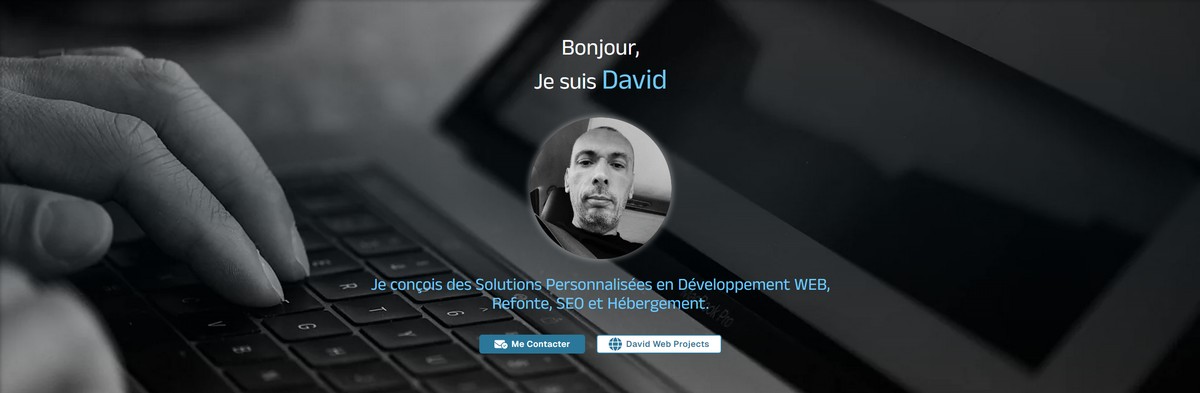 Bonjour,
Je suis David
Je conçois des Solutions Personnalisées en Développement WEB,
Refonte, SEO et Hébergement.
Me Contacter
David Web Projects
R
T
G
V
G